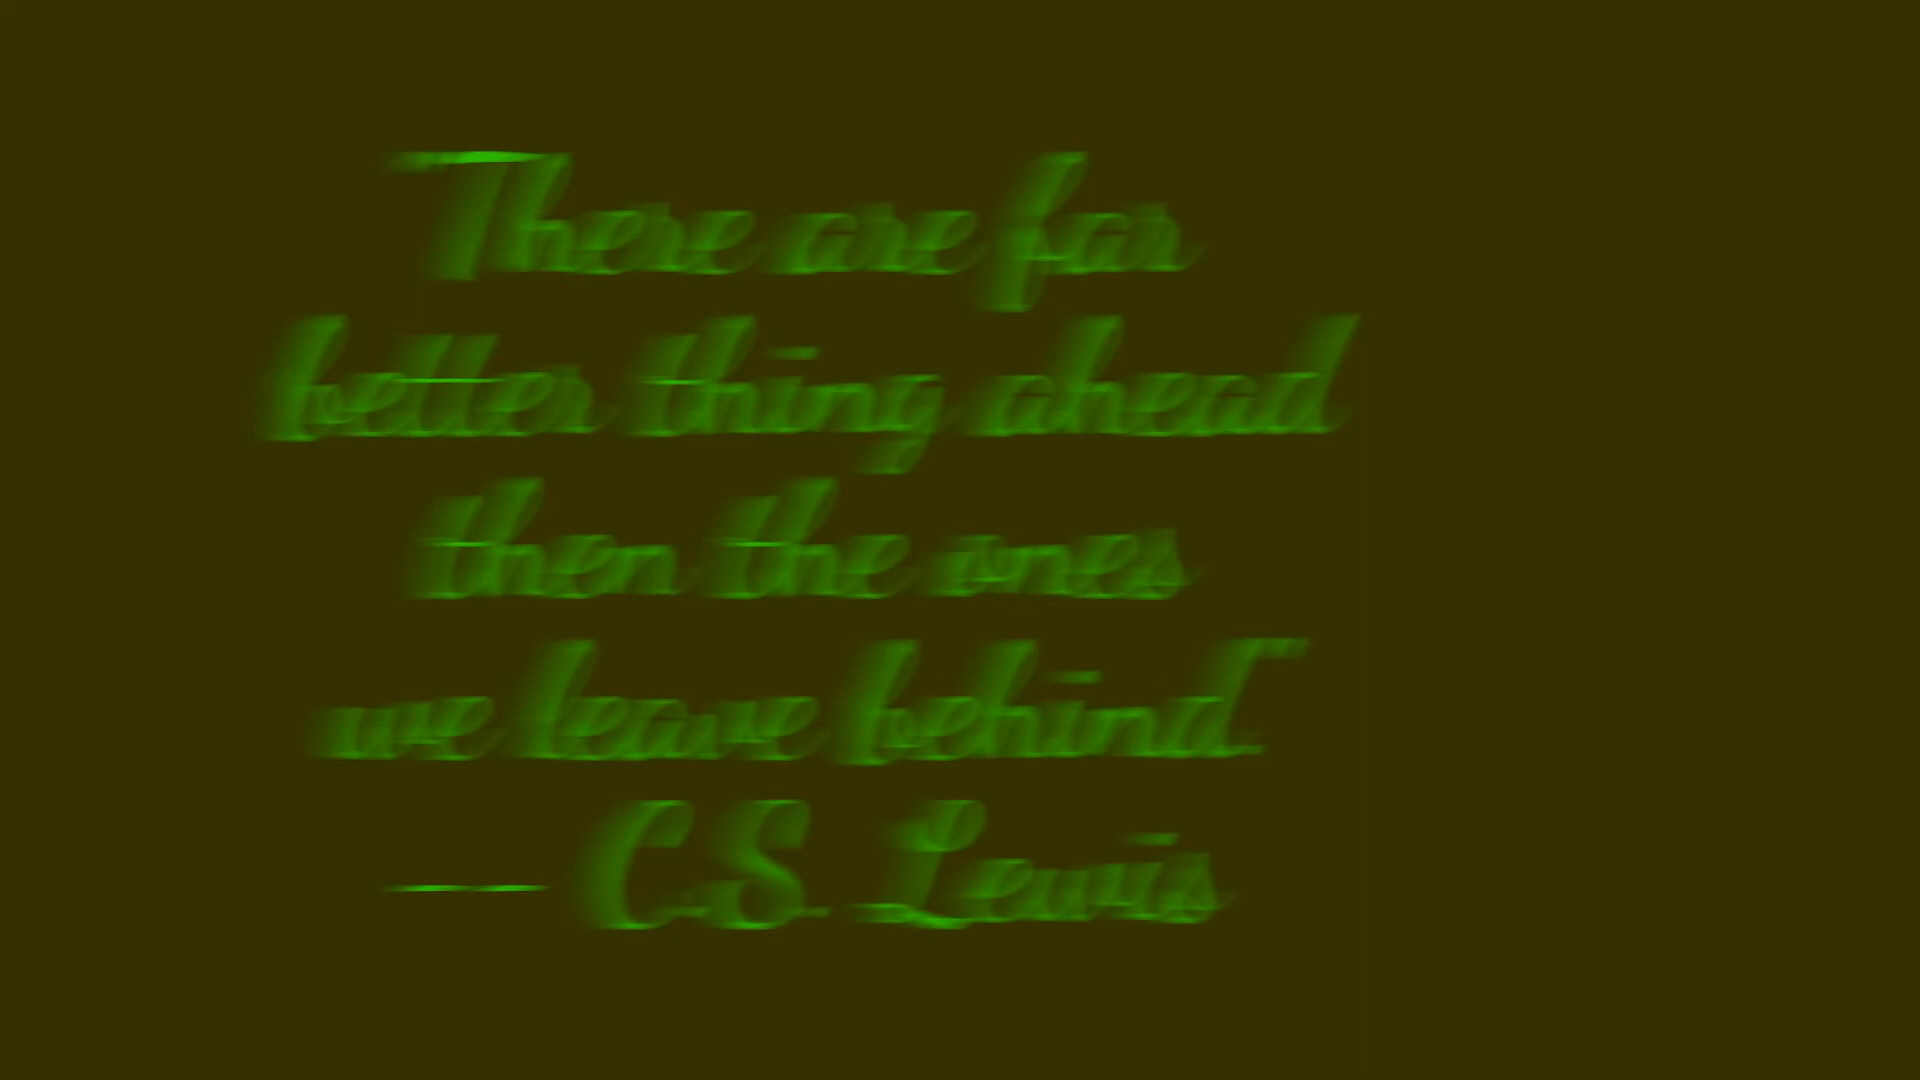 There are far
better thing ahead
then the ones
we leave behind."
— C.S. Lewis